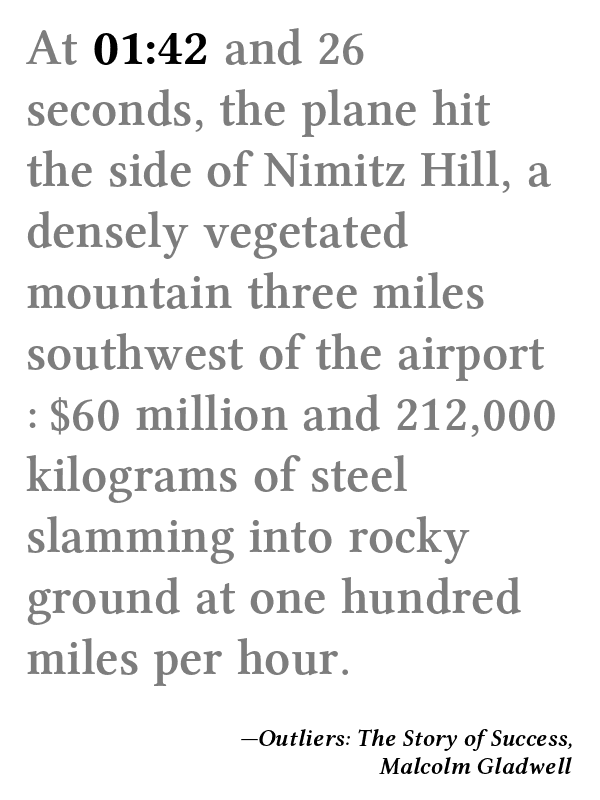 At 01:42 and 26
seconds, the plane hit
the side of Nimitz Hill, a
densely vegetated
mountain three miles
southwest of the airport
: $60 million and 212,000
kilograms of steel
slamming into rocky
ground at one hundred
miles per hour.
—Outliers: The Story of Success,
Malcolm Gladwell